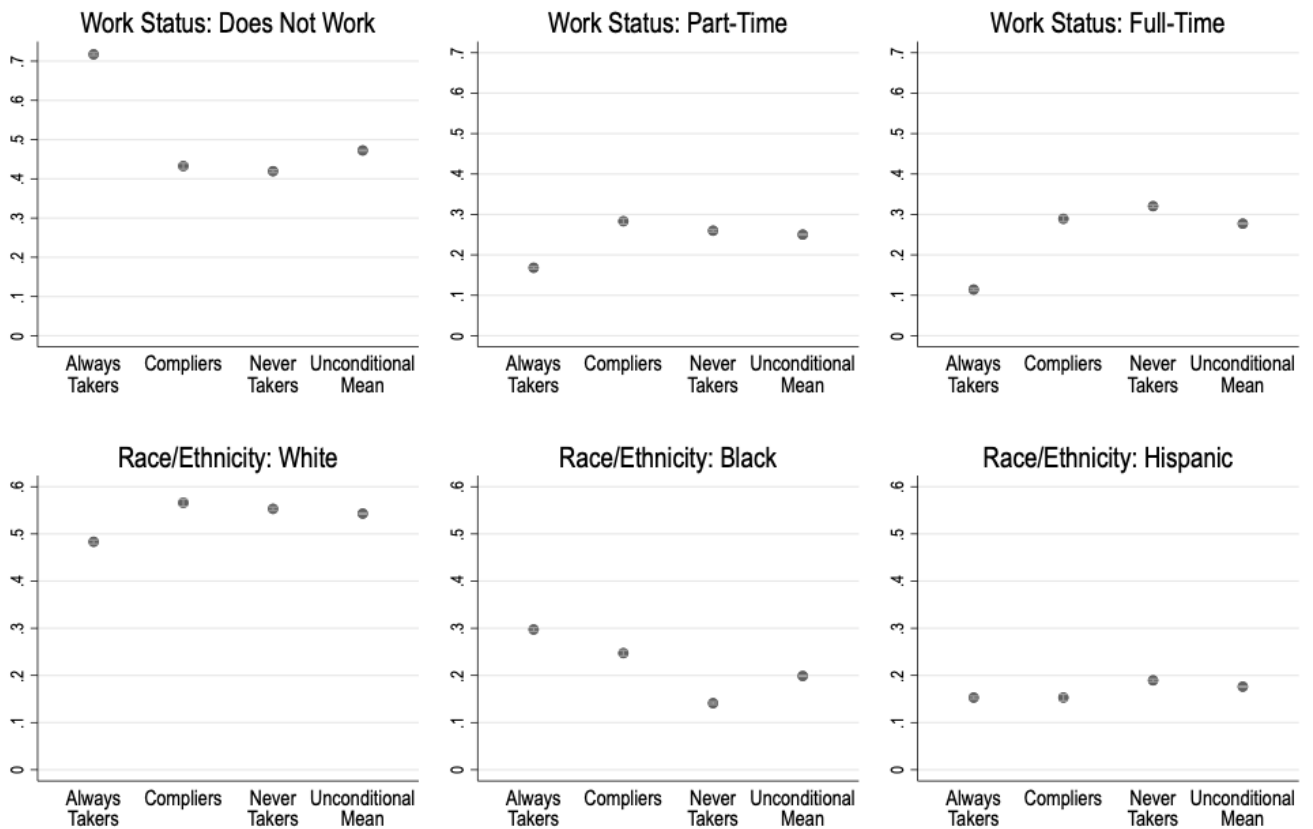 Work Status: Does Not Work
.7
.6
.5
.4
.3
.2
.1
0
Always Takers
Compliers
Never Takers
Unconditional Mean
Work Status: Part-Time
.7
.6
.5
.4
.3
.2
.1
0
Always Takers
Compliers
Never Takers
Unconditional Mean
Work Status: Full-Time
.7
.6
.5
.4
.3
.2
.1
0
Always Takers
Compliers
Never Takers
Unconditional Mean
Race/Ethnicity: White
.6
.5
.4
.3
.2
.1
0
Always Takers
Compliers
Never Takers
Unconditional Mean
Race/Ethnicity: Black
.6
.5
.4
.3
.2
.1
0
Always Takers
Compliers
Never Takers
Unconditional Mean
Race/Ethnicity: Hispanic
.6
.5
.4
.3
.2
.1
0
Always Takers
Compliers
Never Takers
Unconditional Mean